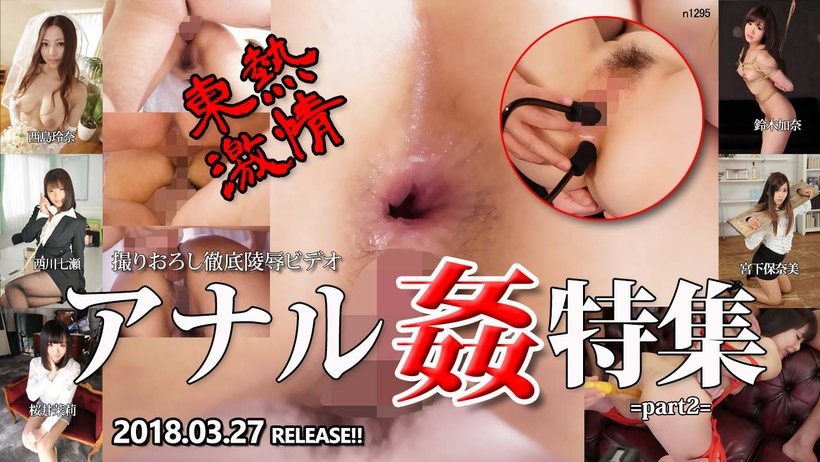 n1295
東熱
激情
西島玲奈
鈴木加奈
西川七瀬
宮下保奈美
撮りおろし徹底陵辱ビデオ
アナル姦特集
=part2=
桜井茉莉
2018.03.27 RELEASE!!